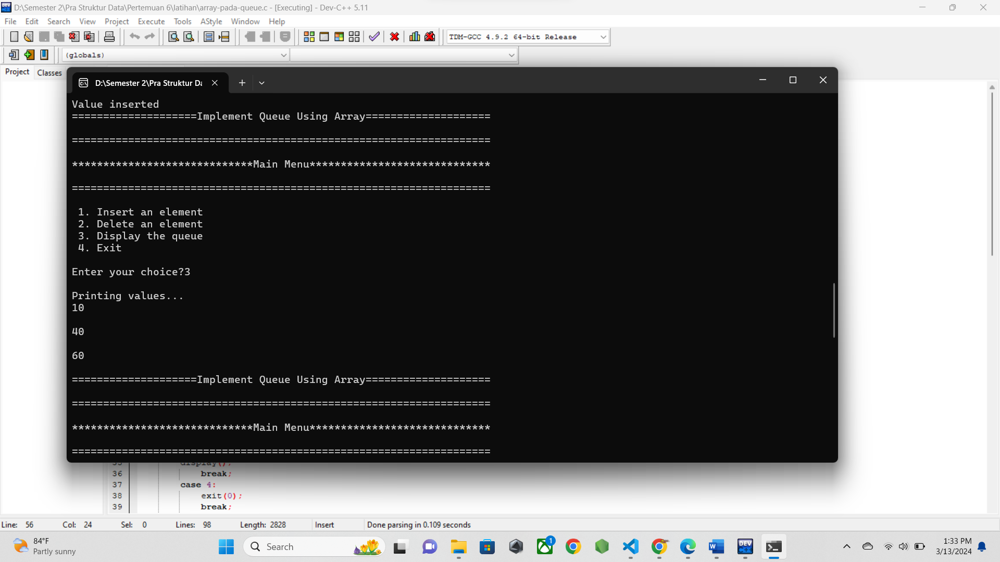 D:\Semester 2\Pra Struktur Data\Pertemuan 6\latihan\array-pada-queue.c - [Executing] - Dev-C++ 5.11
File Edit Search View Project Execute Tools AStyle Window Help
TDM-GCC 4.9.2 64-bit Release
(globals)
Project Classes
D:\Semester 2\Pra Struktur Da
Value inserted
====================Implement Queue Using Array====================
===================================================================
*****************************Main Menu*****************************
===================================================================
1. Insert an element
2. Delete an element
3. Display the queue
4. Exit
Enter your choice?3
Printing values...
10
40
60
====================Implement Queue Using Array====================
===================================================================
*****************************Main Menu*****************************
===================================================================
35 display();
36 break;
37 case 4:
38 exit(0);
39 break;
Line: 56 Col: 24 Sel: 0 Lines: 98 Length: 2828 Insert Done parsing in 0.109 seconds
84°F
Partly sunny
Search
1
DEV
C++
1:33 PM
3/13/2024